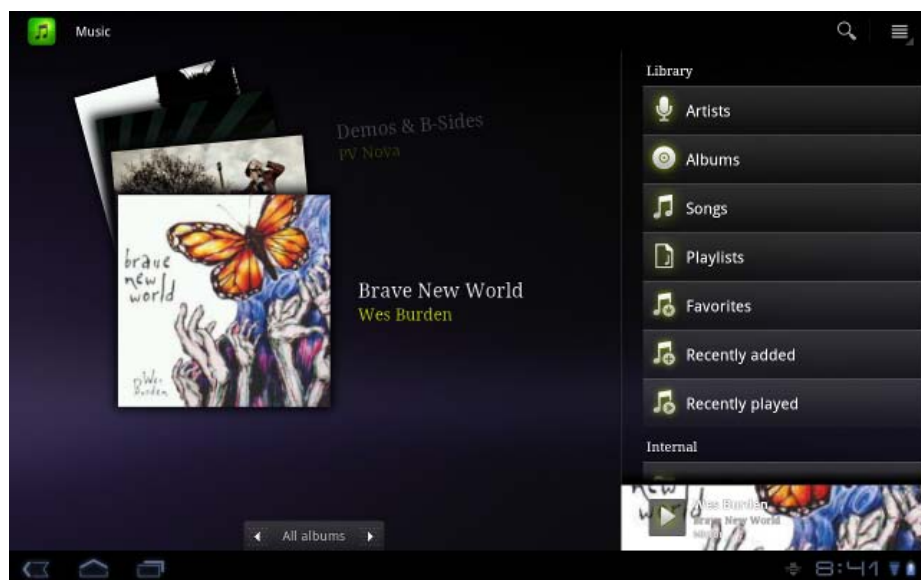 Music
Library
Artists
Albums
Songs
Playlists
Favorites
Recently added
Recently played
Internal
Demos & B-Sides
PV Nova
brave
new
world
Wes
Burden
Brave New World
Wes Burden
All albums
Wes Burden
Brave New World
8:41